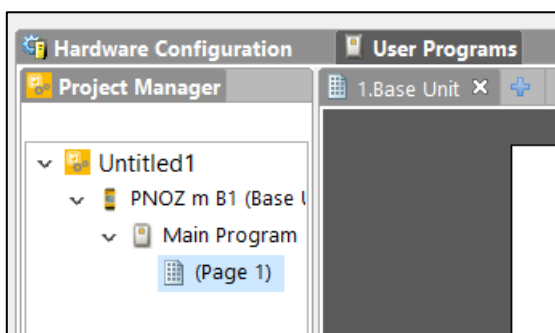 Hardware Configuration
User Programs
Project Manager
1.Base Unit
Untitled1
PNOZ m B1 (Base
Main Program
(Page 1)